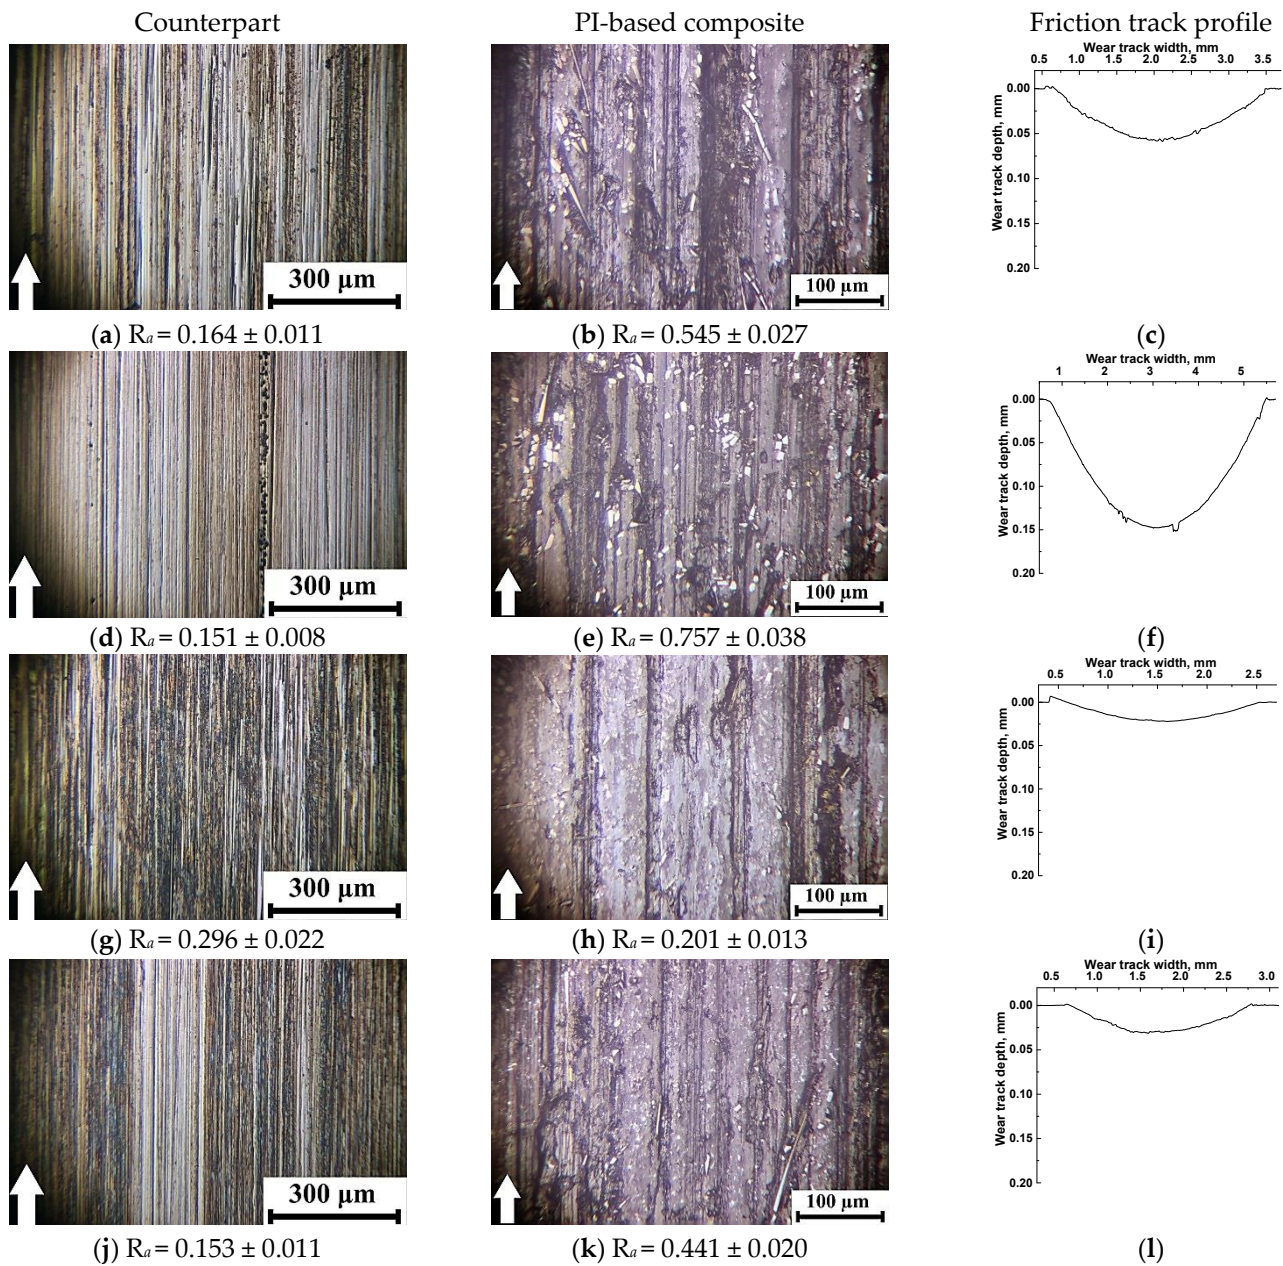 Counterpart
PI-based composite
Friction track profile
300 µm
100 µm
Wear track width, mm
0.5 1.0 1.5 2.0 2.5 3.0 3.5
Wear track depth, mm
0.00
0.05
0.10
0.15
0.20
(a) Ra = 0.164 ± 0.011
(b) Ra = 0.545 ± 0.027
(c)
300 µm
100 µm
Wear track width, mm
1 2 3 4 5
Wear track depth, mm
0.00
0.05
0.10
0.15
0.20
(d) Ra = 0.151 ± 0.008
(e) Ra = 0.757 ± 0.038
(f)
300 µm
100 µm
Wear track width, mm
0.5 1.0 1.5 2.0 2.5
Wear track depth, mm
0.00
0.05
0.10
0.15
0.20
(g) Ra = 0.296 ± 0.022
(h) Ra = 0.201 ± 0.013
(i)
300 µm
100 µm
Wear track width, mm
0.5 1.0 1.5 2.0 2.5 3.0
Wear track depth, mm
0.00
0.05
0.10
0.15
0.20
(j) Ra = 0.153 ± 0.011
(k) Ra = 0.441 ± 0.020
(l)